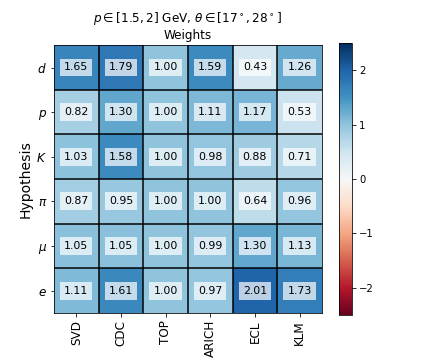 p ∈ [1.5, 2] GeV, θ ∈ [17°, 28°]
Weights
Hypothesis
d 1.65 1.79 1.00 1.59 0.43 1.26
p 0.82 1.30 1.00 1.11 1.17 0.53
K 1.03 1.58 1.00 0.98 0.88 0.71
π 0.87 0.95 1.00 1.00 0.64 0.96
μ 1.05 1.05 1.00 0.99 1.30 1.13
e 1.11 1.61 1.00 0.97 2.01 1.73
SVD CDC TOP ARICH ECL KLM
2
1
0
−1
−2